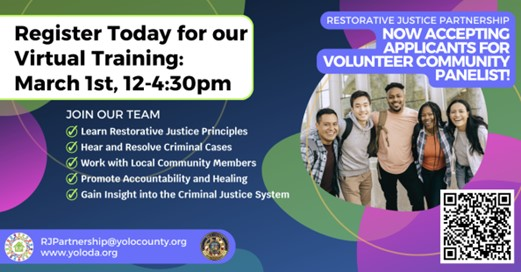 Register Today for our
Virtual Training:
March 1st, 12-4:30pm
RESTORATIVE JUSTICE PARTNERSHIP
NOW ACCEPTING
APPLICANTS FOR
VOLUNTEER COMMUNITY
PANELIST!
JOIN OUR TEAM
Learn Restorative Justice Principles
Hear and Resolve Criminal Cases
Work with Local Community Members
Promote Accountability and Healing
Gain Insight into the Criminal Justice System
RJPartnership@yolocounty.org
www.yoloda.org